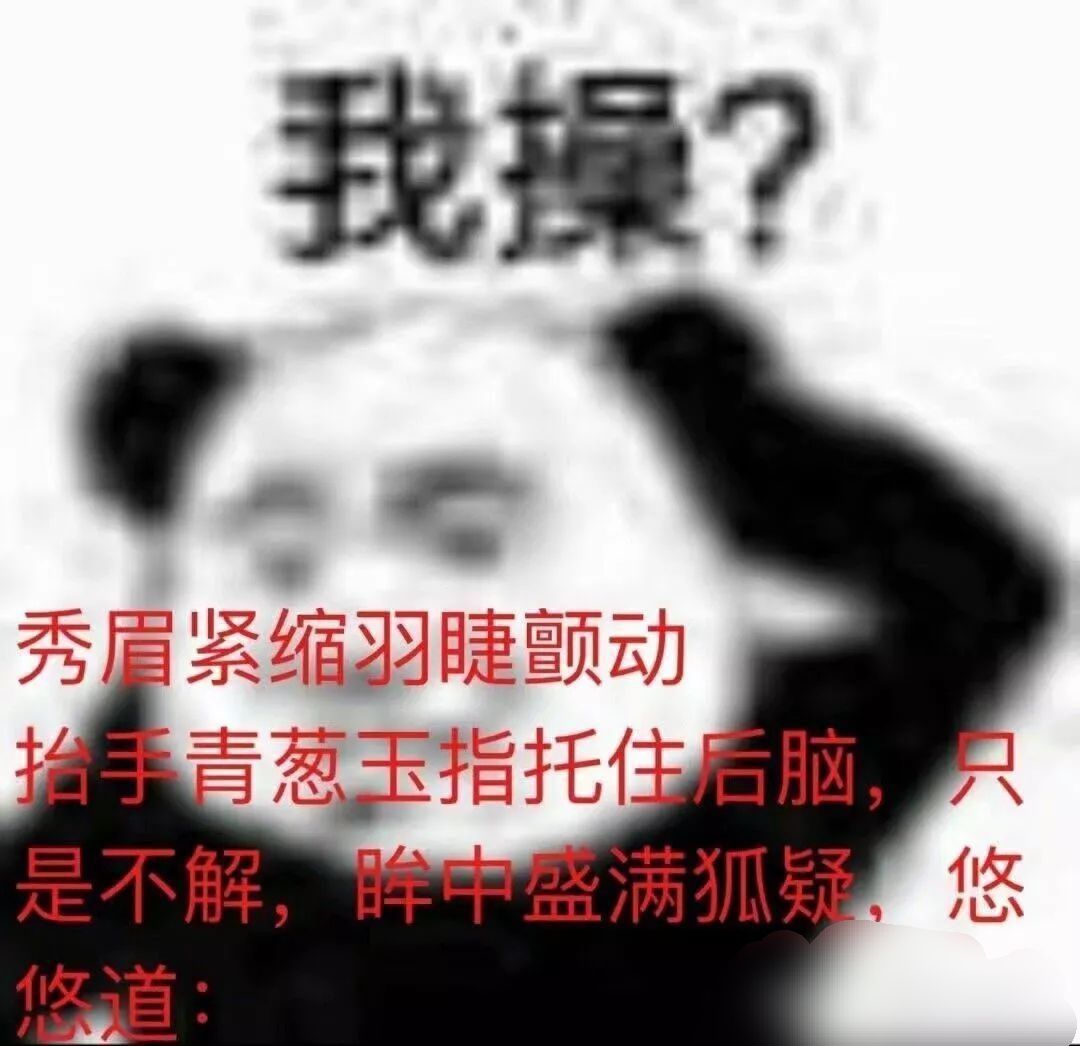 我操？
秀眉紧缩羽睫颤动
抬手青葱玉指托住后脑，只
是不解，眸中盛满狐疑，悠
悠道：